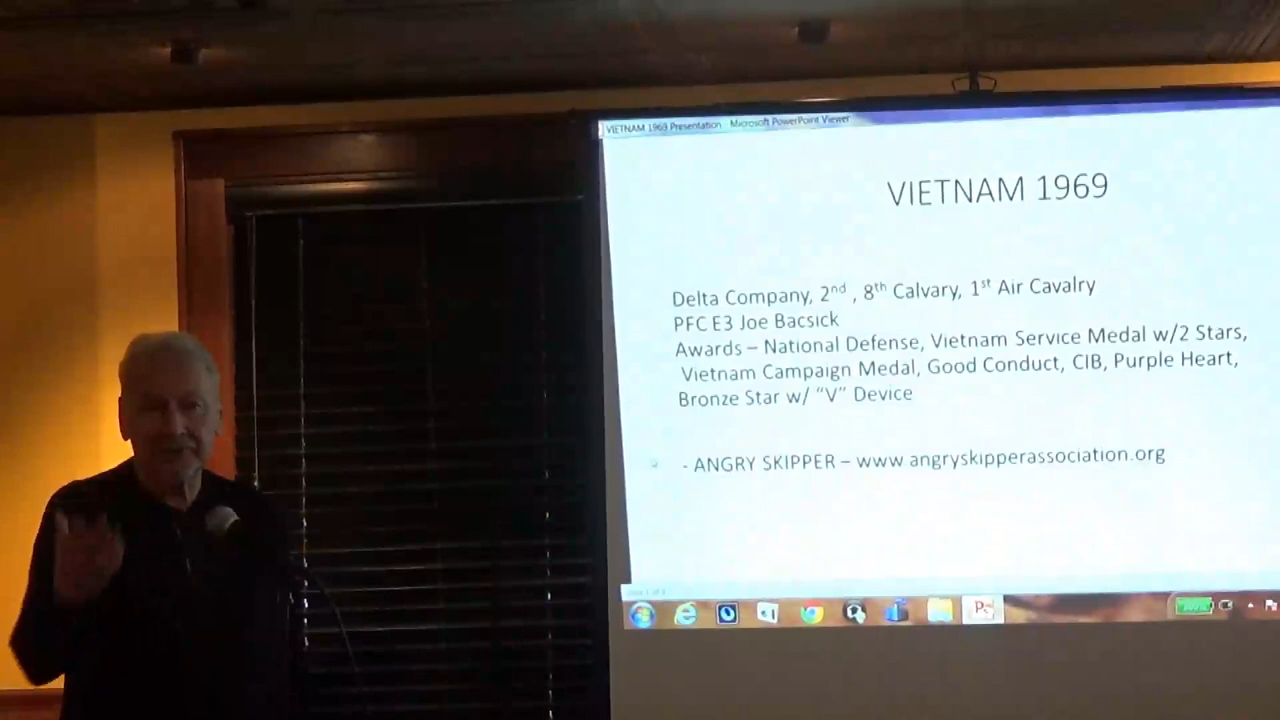 VIETNAM 1969 Presentation - Microsoft PowerPoint Viewer
VIETNAM 1969
Delta Company, 2nd , 8th Calvary, 1st Air Cavalry
PFC E3 Joe Bacsick
Awards – National Defense, Vietnam Service Medal w/2 Stars,
Vietnam Campaign Medal, Good Conduct, CIB, Purple Heart,
Bronze Star w/ “V” Device
- ANGRY SKIPPER – www angryskipperassociation.org